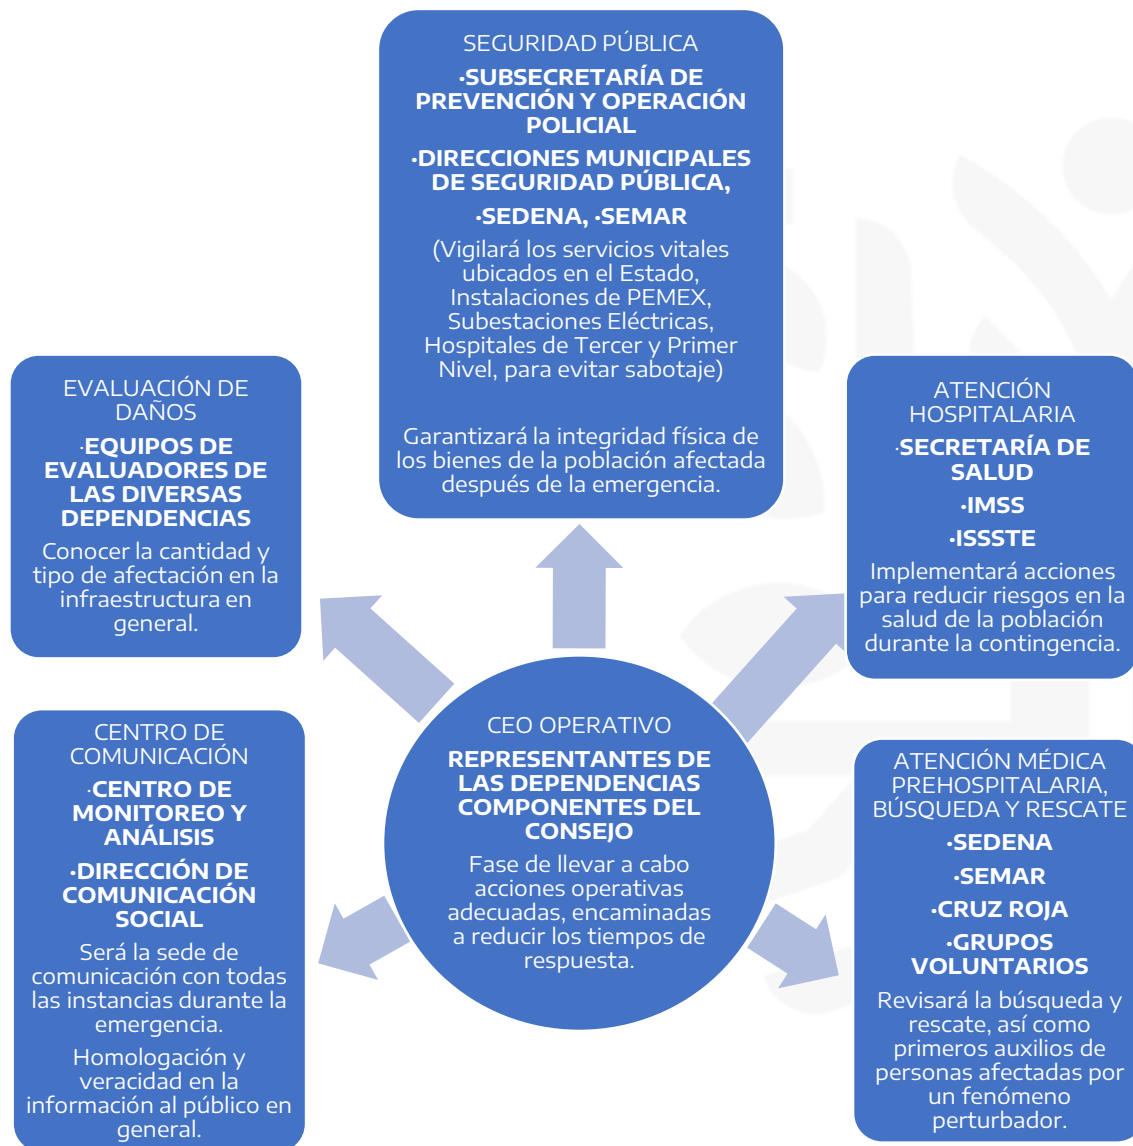 SEGURIDAD PÚBLICA
·SUBSECRETARÍA DE
PREVENCIÓN Y OPERACIÓN
POLICIAL
·DIRECCIONES MUNICIPALES
DE SEGURIDAD PÚBLICA,
·SEDENA, ·SEMAR
(Vigilará los servicios vitales
ubicados en el Estado,
Instalaciones de PEMEX,
Subestaciones Eléctricas,
Hospitales de Tercer y Primer
Nivel, para evitar sabotaje)
Garantizará la integridad física de
los bienes de la población afectada
después de la emergencia.
EVALUACIÓN DE
DAÑOS
·EQUIPOS DE
EVALUADORES DE
LAS DIVERSAS
DEPENDENCIAS
Conocer la cantidad y
tipo de afectación en la
infraestructura en
general.
ATENCIÓN
HOSPITALARIA
·SECRETARÍA DE
SALUD
·IMSS
·ISSSTE
Implementará acciones
para reducir riesgos en la
salud de la población
durante la contingencia.
CENTRO DE
COMUNICACIÓN
·CENTRO DE
MONITOREO Y
ANÁLISIS
·DIRECCIÓN DE
COMUNICACIÓN
SOCIAL
Será la sede de
comunicación con todas
las instancias durante la
emergencia.
Homologación y
veracidad en la
información al público en
general.
CEO OPERATIVO
REPRESENTANTES DE
LAS DEPENDENCIAS
COMPONENTES DEL
CONSEJO
Fase de llevar a cabo
acciones operativas
adecuadas, encaminadas
a reducir los tiempos de
respuesta.
ATENCIÓN MÉDICA
PREHOSPITALARIA,
BÚSQUEDA Y RESCATE
·SEDENA
·SEMAR
·CRUZ ROJA
·GRUPOS
VOLUNTARIOS
Revisará la búsqueda y
rescate, así como
primeros auxilios de
personas afectadas por
un fenómeno
perturbador.